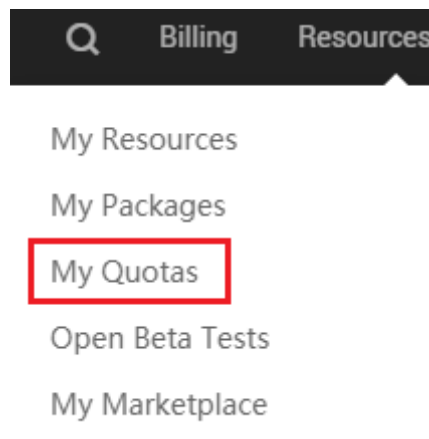 Billing Resources
My Resources
My Packages
My Quotas
Open Beta Tests
My Marketplace